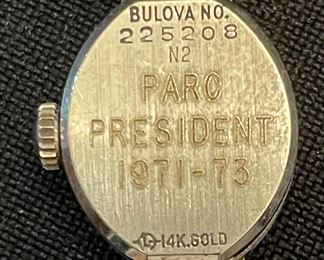 BULOVA NO.
225208
N2
PARC
PRESIDENT
1971-73
14K.GOLD